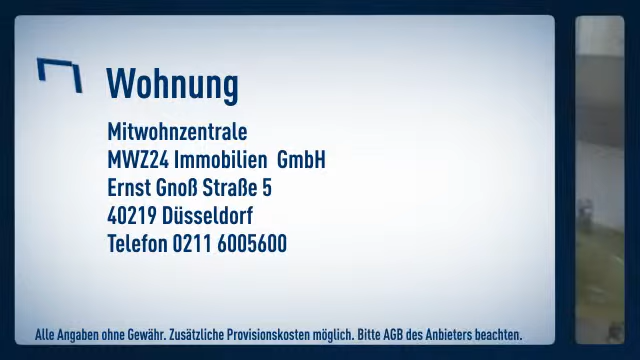 Wohnung
Mitwohnzentrale
MWZ24 Immobilien GmbH
Ernst Gnoß Straße 5
40219 Düsseldorf
Telefon 0211 6005600
Alle Angaben ohne Gewähr. Zusätzliche Provisionskosten möglich. Bitte AGB des Anbieters beachten.